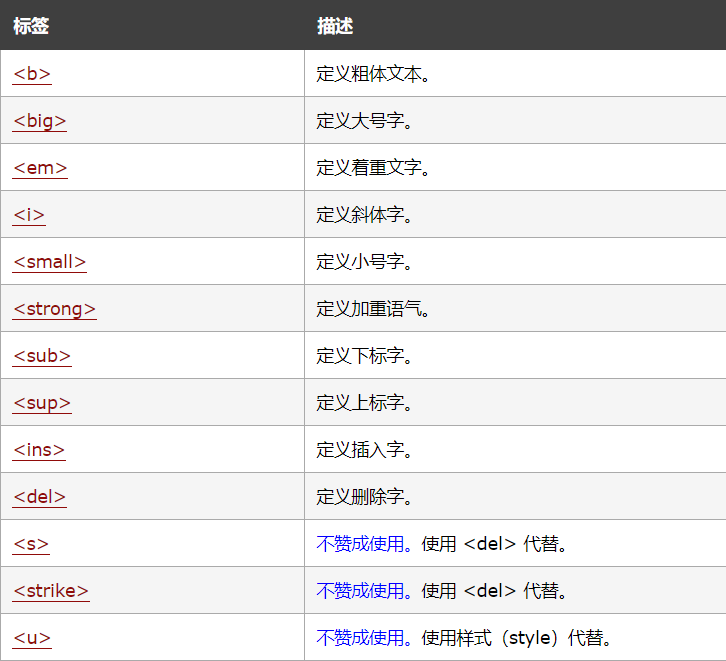 标签 描述
<b> 定义粗体文本。
<big> 定义大号字。
<em> 定义着重文字。
<i> 定义斜体字。
<small> 定义小号字。
<strong> 定义加重语气。
<sub> 定义下标字。
<sup> 定义上标字。
<ins> 定义插入字。
<del> 定义删除字。
<s> 不赞成使用。使用 <del> 代替。
<strike> 不赞成使用。使用 <del> 代替。
<u> 不赞成使用。使用样式（style）代替。